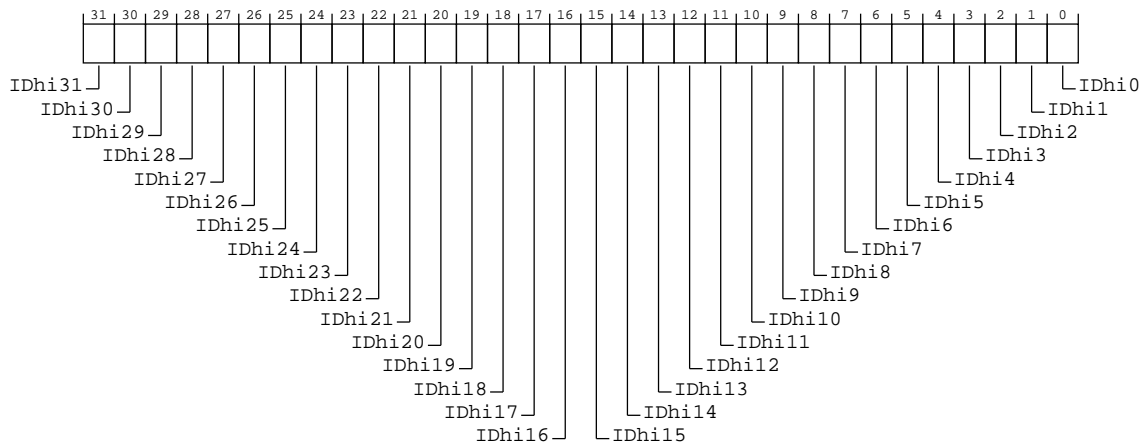 31 30 29 28 27 26 25 24 23 22 21 20 19 18 17 16 15 14 13 12 11 10 9 8 7 6 5 4 3 2 1 0
IDhi31 IDhi0
IDhi30 IDhi1
IDhi29 IDhi2
IDhi28 IDhi3
IDhi27 IDhi4
IDhi26 IDhi5
IDhi25 IDhi6
IDhi24 IDhi7
IDhi23 IDhi8
IDhi22 IDhi9
IDhi21 IDhi10
IDhi20 IDhi11
IDhi19 IDhi12
IDhi18 IDhi13
IDhi17 IDhi14
IDhi16 IDhi15